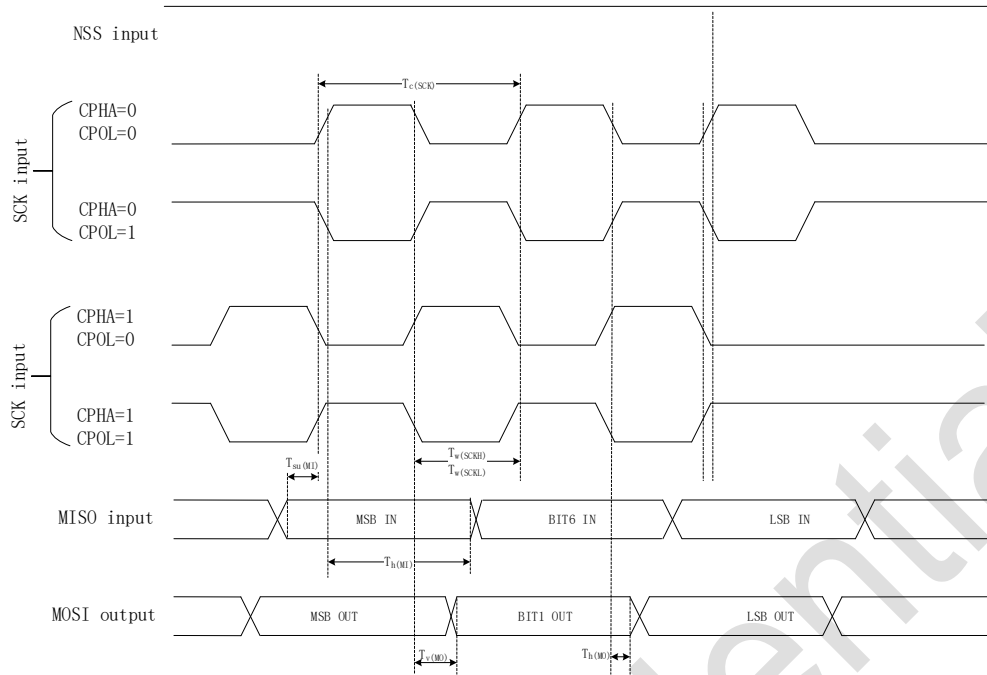 NSS input
Tc(SCK)
CPHA=0
CPOL=0
SCK input
CPHA=0
CPOL=1
CPHA=1
CPOL=0
SCK input
CPHA=1
CPOL=1
Tw(SCKH)
Tw(SCKL)
Tsu(MI)
MISO input
MSB IN
BIT6 IN
LSB IN
Th(MI)
MOSI output
MSB OUT
BIT1 OUT
LSB OUT
Tv(MO)
Th(MO)